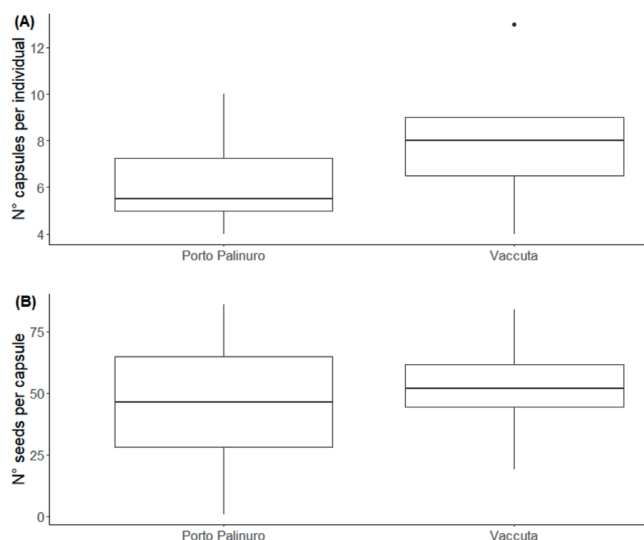 (A)
N° capsules per individual
12
10
8
6
4
Porto Palinuro Vaccuta
(B)
N° seeds per capsule
75
50
25
0
Porto Palinuro Vaccuta